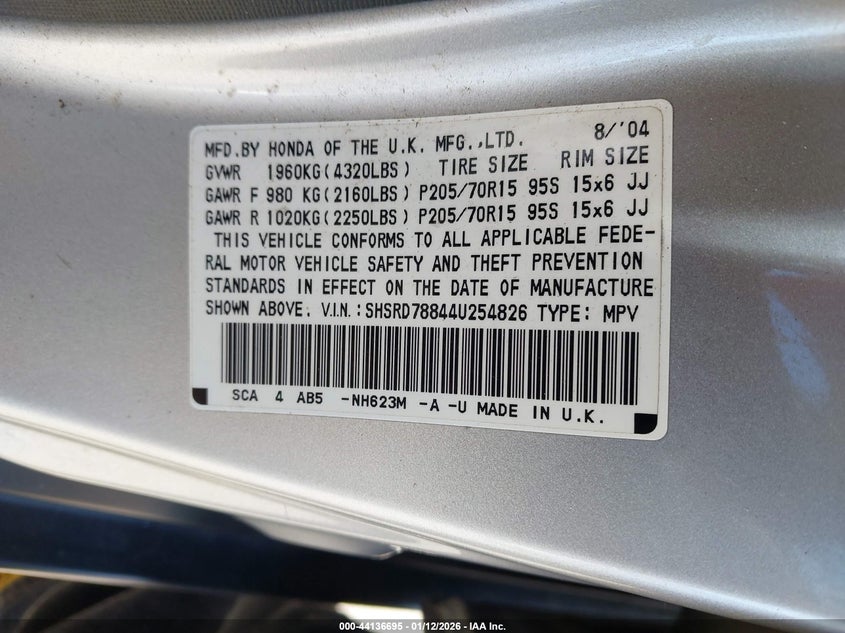 8/'04
MFD.BY HONDA OF THE U.K. MFG.,LTD.
GVWR 1960KG(4320LBS) TIRE SIZE RIM SIZE
GAWR F 980 KG(2160LBS) P205/70R15 95S 15x6 JJ
GAWR R 1020KG(2250LBS) P205/70R15 95S 15x6 JJ
THIS VEHICLE CONFORMS TO ALL APPLICABLE FEDE-
RAL MOTOR VEHICLE SAFETY AND THEFT PREVENTION
STANDARDS IN EFFECT ON THE DATE OF MANUFACTURE
SHOWN ABOVE. V.I.N.:SHSRD78844U254826 TYPE: MPV
SCA 4 AB5 -NH623M -A -U MADE IN U.K.
000-44136695 - 01/12/2026 - IAA Inc.